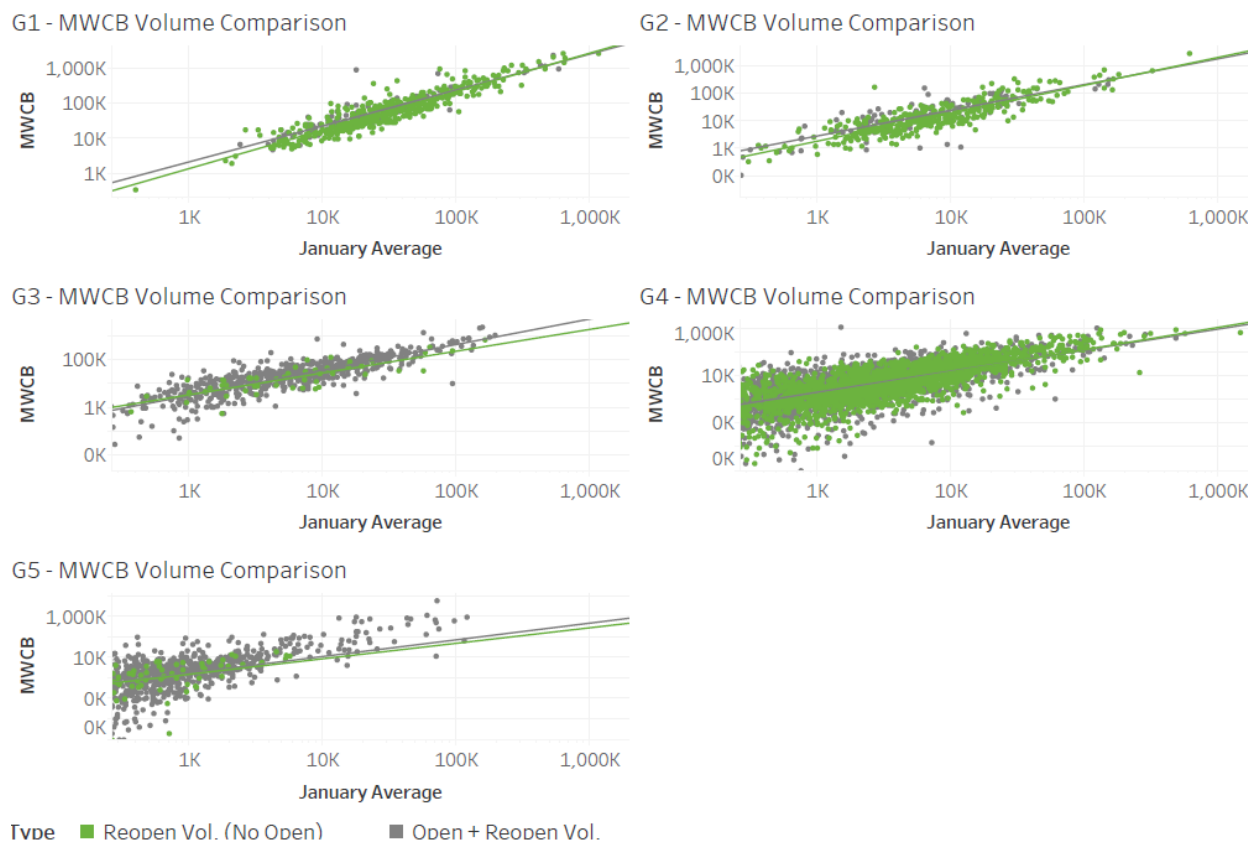 G1 - MWCB Volume Comparison
1,000K
100K
10K
1K
MWCB
1K 10K 100K 1,000K
January Average
G2 - MWCB Volume Comparison
1,000K
100K
10K
1K
0K
MWCB
1K 10K 100K 1,000K
January Average
G3 - MWCB Volume Comparison
100K
1K
0K
MWCB
1K 10K 100K 1,000K
January Average
G4 - MWCB Volume Comparison
1,000K
10K
0K
0K
MWCB
1K 10K 100K 1,000K
January Average
G5 - MWCB Volume Comparison
1,000K
10K
0K
0K
MWCB
1K 10K 100K 1,000K
January Average
Type Reopen Vol. (No Open) Open + Reopen Vol.